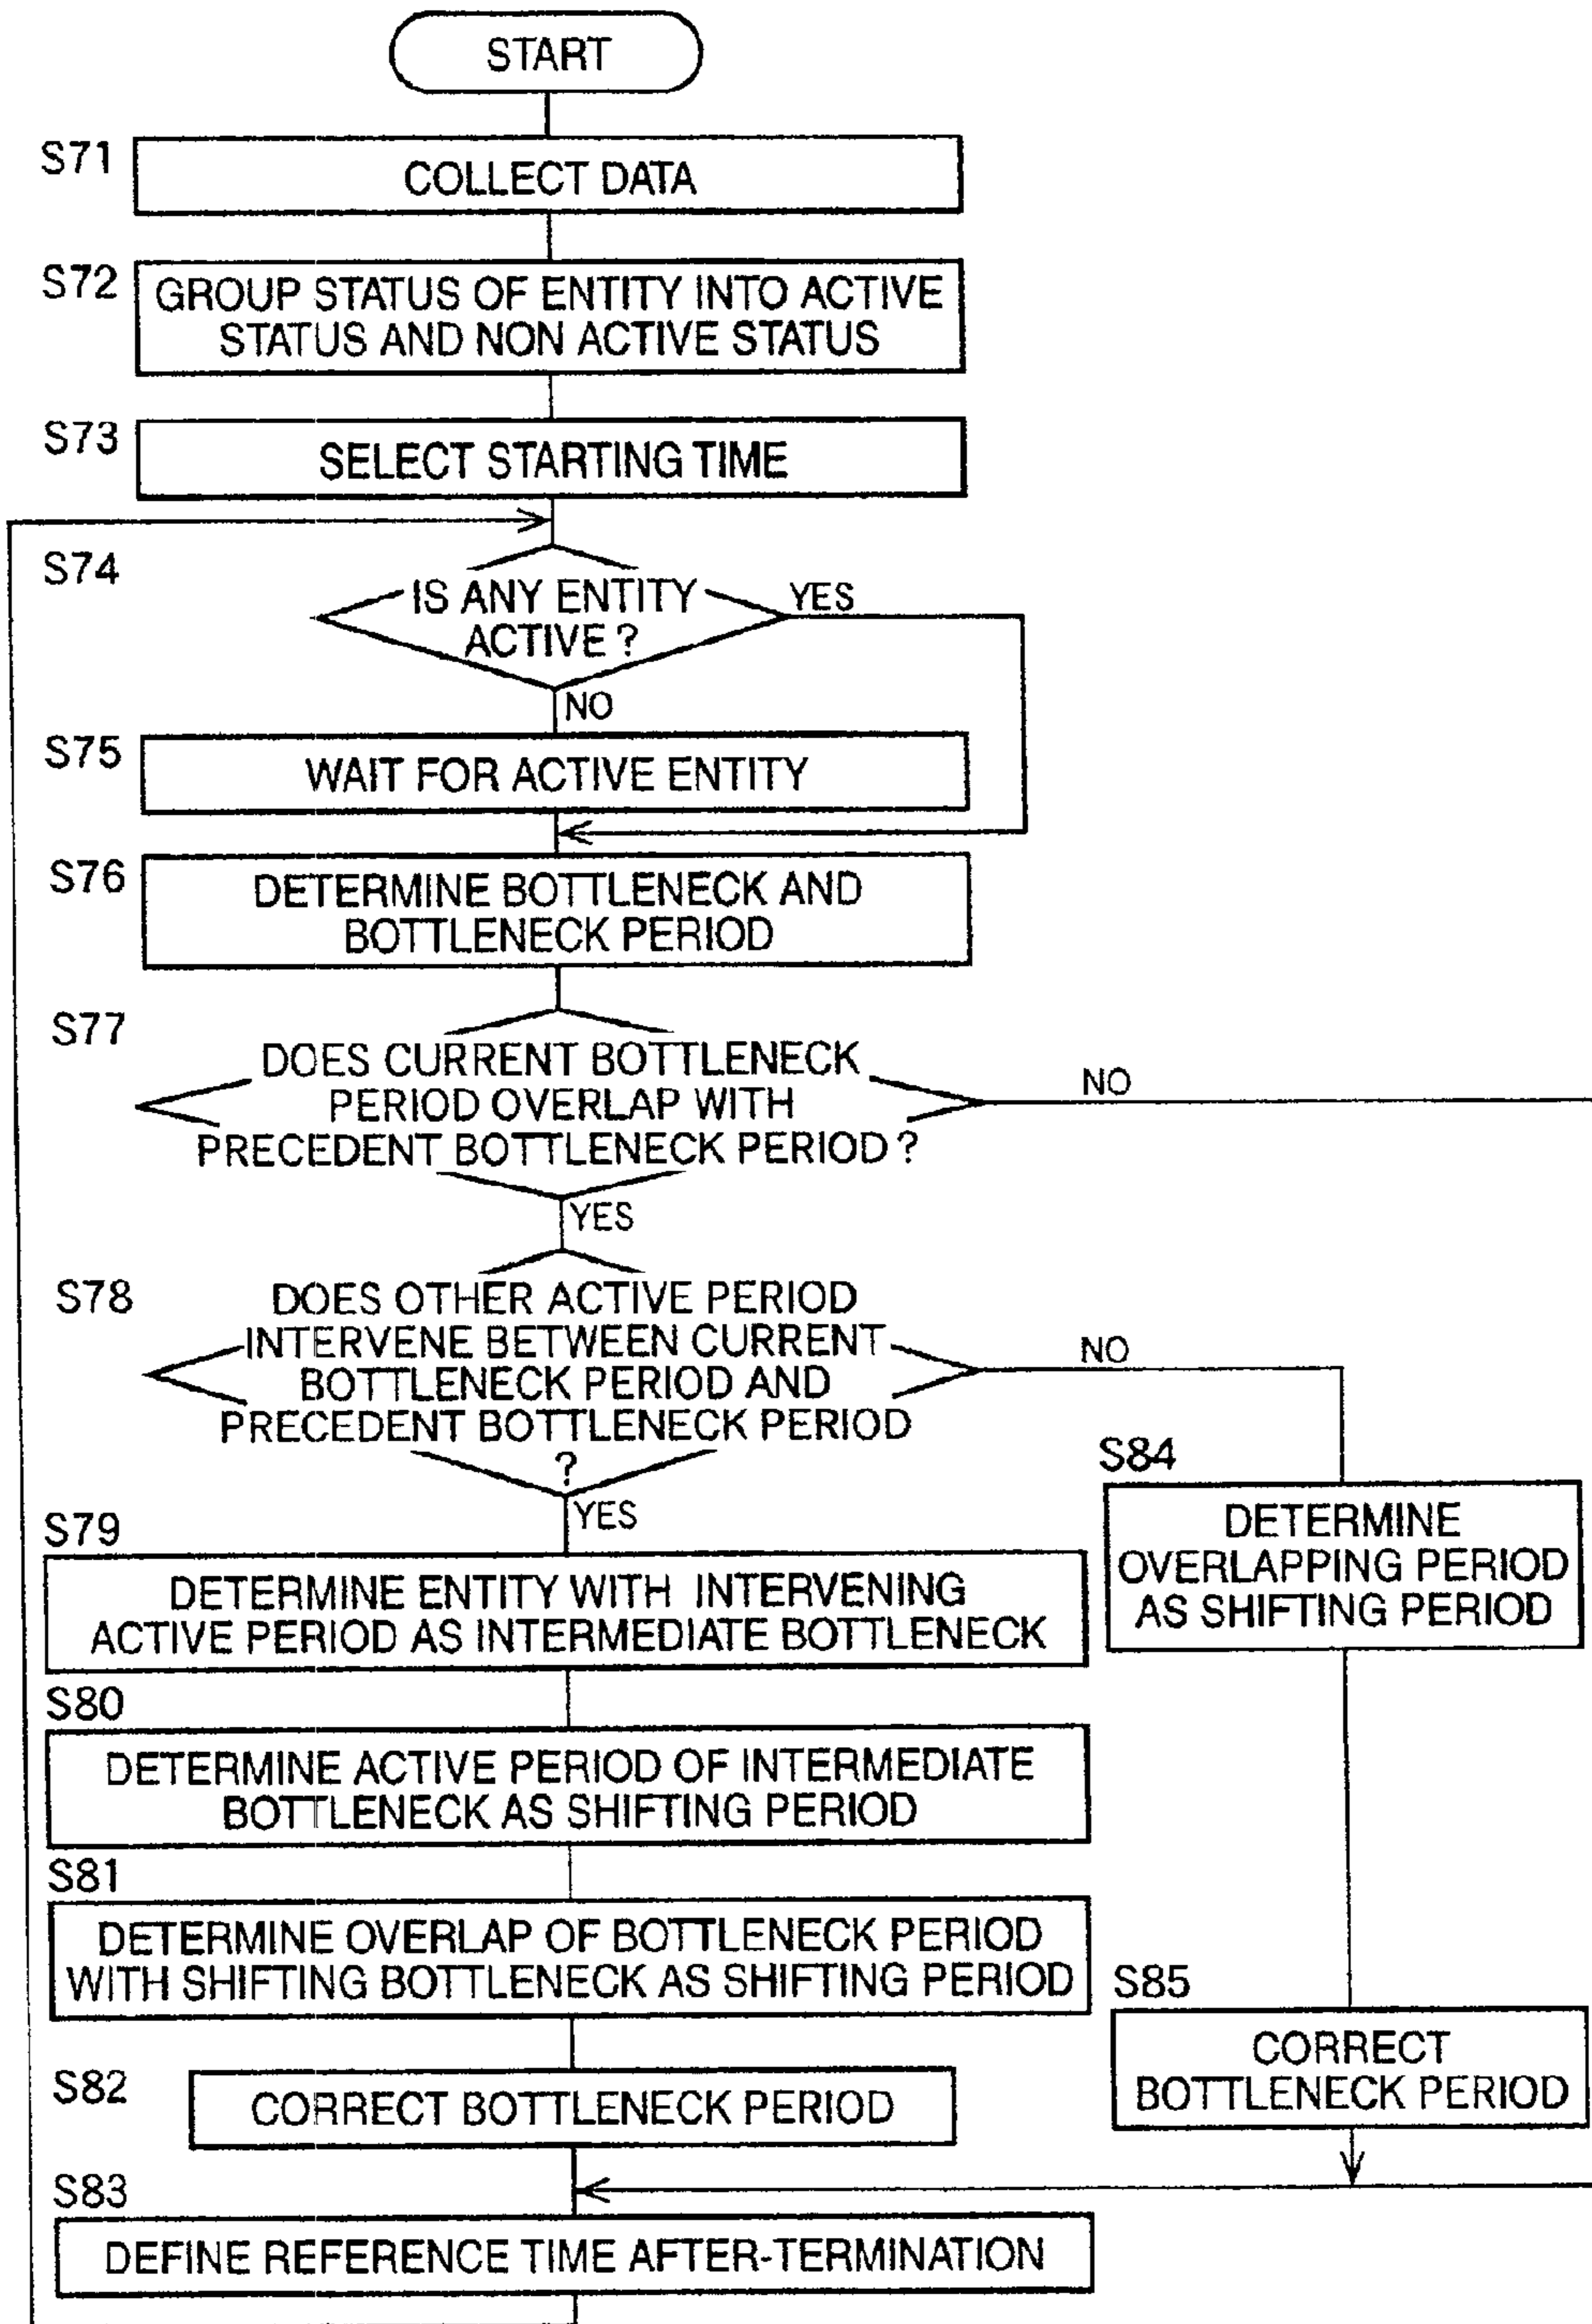 START
S71
COLLECT DATA
S72
GROUP STATUS OF ENTITY INTO ACTIVE
STATUS AND NON ACTIVE STATUS
S73
SELECT STARTING TIME
S74
IS ANY ENTITY
ACTIVE ?
YES
NO
S75
WAIT FOR ACTIVE ENTITY
S76
DETERMINE BOTTLENECK AND
BOTTLENECK PERIOD
S77
DOES CURRENT BOTTLENECK
PERIOD OVERLAP WITH
PRECEDENT BOTTLENECK PERIOD ?
NO
YES
S78
DOES OTHER ACTIVE PERIOD
INTERVENE BETWEEN CURRENT
BOTTLENECK PERIOD AND
PRECEDENT BOTTLENECK PERIOD
?
NO
YES
S79
DETERMINE ENTITY WITH INTERVENING
ACTIVE PERIOD AS INTERMEDIATE BOTTLENECK
S80
DETERMINE ACTIVE PERIOD OF INTERMEDIATE
BOTTLENECK AS SHIFTING PERIOD
S81
DETERMINE OVERLAP OF BOTTLENECK PERIOD
WITH SHIFTING BOTTLENECK AS SHIFTING PERIOD
S82
CORRECT BOTTLENECK PERIOD
S84
DETERMINE
OVERLAPPING PERIOD
AS SHIFTING PERIOD
S85
CORRECT
BOTTLENECK PERIOD
S83
DEFINE REFERENCE TIME AFTER-TERMINATION